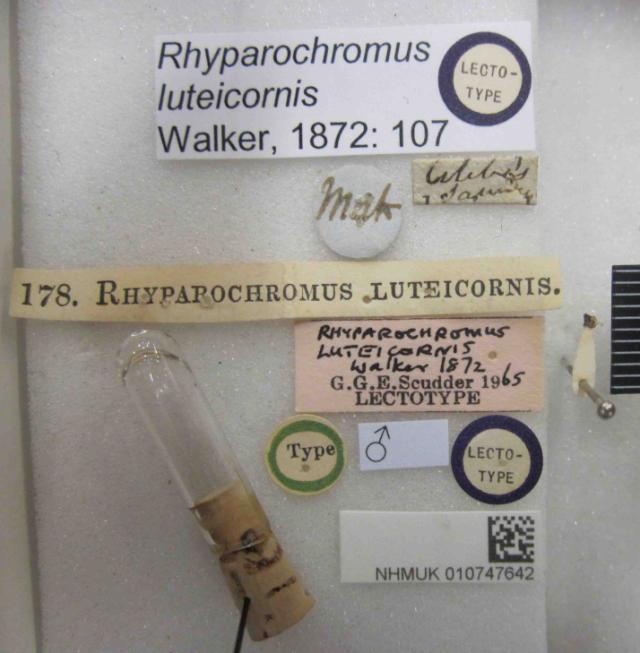 Rhyparochromus
luteicornis
Walker, 1872: 107
LECTO-
TYPE
Mak
178. RHYPAROCHROMUS LUTEICORNIS.
RHYPAROCHROMUS
LUTEICORNIS
Walker 1872
G.G.E.Scudder 1965
LECTOTYPE
Type
♂
LECTO-
TYPE
NHMUK 010747642